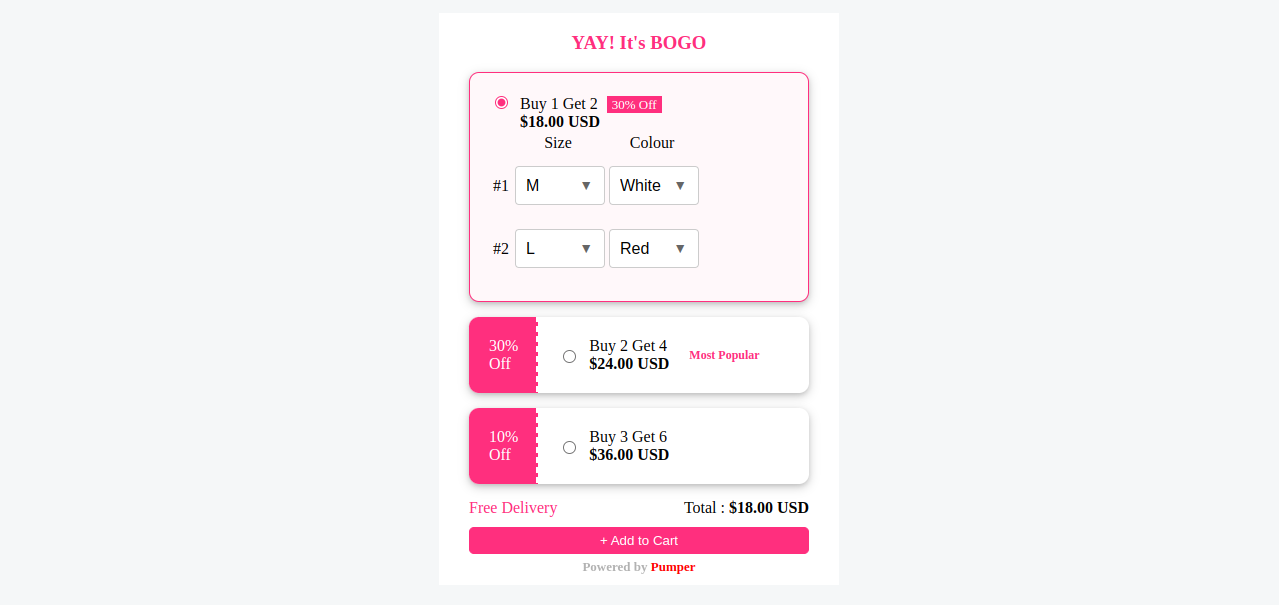 YAY! It's BOGO
Buy 1 Get 2 30% Off
$18.00 USD
Size Colour
#1 M ▼ White ▼
#2 L ▼ Red ▼
30%
Off
Buy 2 Get 4
$24.00 USD
Most Popular
10%
Off
Buy 3 Get 6
$36.00 USD
Free Delivery Total : $18.00 USD
+ Add to Cart
Powered by Pumper